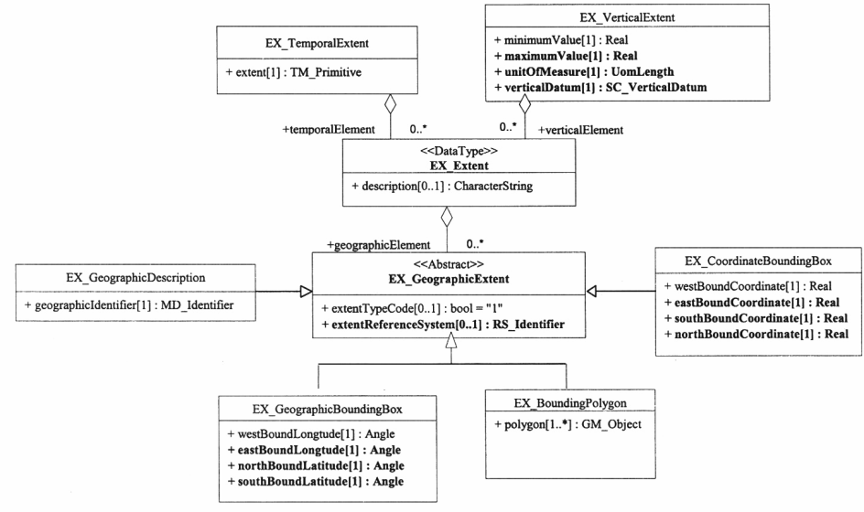 EX_VerticalExtent
+ minimumValue[1] : Real
+ maximumValue[1] : Real
+ unitOfMeasure[1] : UomLength
+ verticalDatum[1] : SC_VerticalDatum
EX_TemporalExtent
+ extent[1] : TM_Primitive
+temporalElement
0..*
0..*
+verticalElement
<<DataType>>
EX_Extent
+ description[0..1] : CharacterString
+geographicElement
0..*
EX_GeographicDescription
+ geographicIdentifier[1] : MD_Identifier
<<Abstract>>
EX_GeographicExtent
+ extentTypeCode[0..1] : bool = "1"
+ extentReferenceSystem[0..1] : RS_Identifier
EX_CoordinateBoundingBox
+ westBoundCoordinate[1] : Real
+ eastBoundCoordinate[1] : Real
+ southBoundCoordinate[1] : Real
+ northBoundCoordinate[1] : Real
EX_GeographicBoundingBox
+ westBoundLongtude[1] : Angle
+ eastBoundLongtude[1] : Angle
+ northBoundLatitude[1] : Angle
+ southBoundLatitude[1] : Angle
EX_BoundingPolygon
+ polygon[1..*] : GM_Object